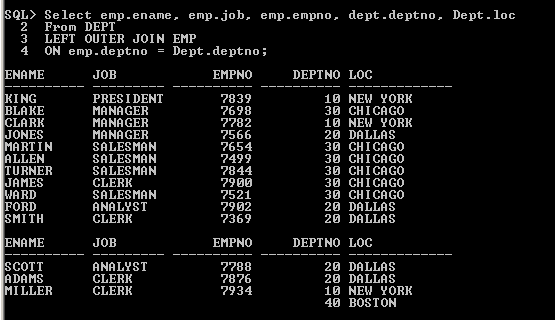 SQL> Select emp.ename, emp.job, emp.empno, dept.deptno, Dept.loc
2 From DEPT
3 LEFT OUTER JOIN EMP
4 ON emp.deptno = Dept.deptno;
ENAME JOB EMPNO DEPTNO LOC
---------- --------- ---------- ---------- -------------
KING PRESIDENT 7839 10 NEW YORK
BLAKE MANAGER 7698 30 CHICAGO
CLARK MANAGER 7782 10 NEW YORK
JONES MANAGER 7566 20 DALLAS
MARTIN SALESMAN 7654 30 CHICAGO
ALLEN SALESMAN 7499 30 CHICAGO
TURNER SALESMAN 7844 30 CHICAGO
JAMES CLERK 7900 30 CHICAGO
WARD SALESMAN 7521 30 CHICAGO
FORD ANALYST 7902 20 DALLAS
SMITH CLERK 7369 20 DALLAS
ENAME JOB EMPNO DEPTNO LOC
---------- --------- ---------- ---------- -------------
SCOTT ANALYST 7788 20 DALLAS
ADAMS CLERK 7876 20 DALLAS
MILLER CLERK 7934 10 NEW YORK
40 BOSTON